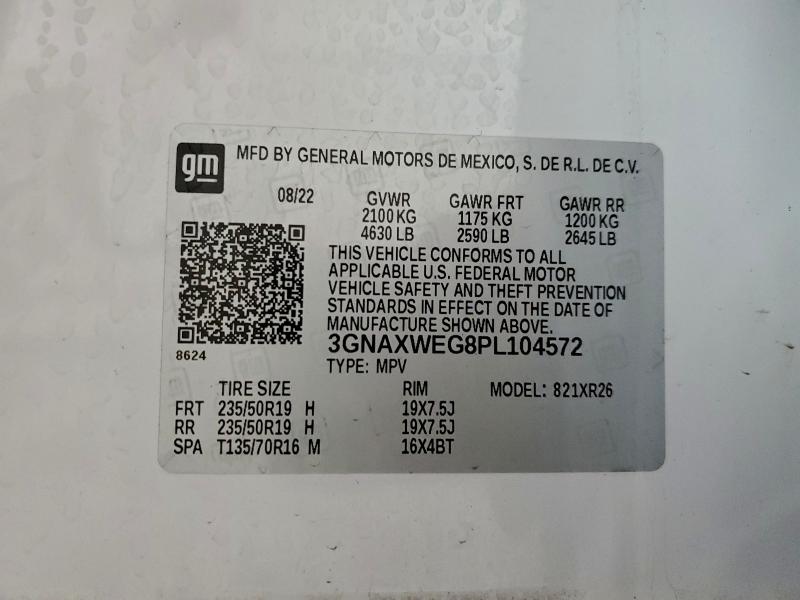 gm MFD BY GENERAL MOTORS DE MEXICO, S. DE R.L. DE C.V.
08/22 GVWR GAWR FRT GAWR RR
2100 KG 1175 KG 1200 KG
4630 LB 2590 LB 2645 LB
THIS VEHICLE CONFORMS TO ALL
APPLICABLE U.S. FEDERAL MOTOR
VEHICLE SAFETY AND THEFT PREVENTION
STANDARDS IN EFFECT ON THE DATE OF
MANUFACTURE SHOWN ABOVE.
8624 3GNAXWEG8PL104572
TYPE: MPV
TIRE SIZE RIM MODEL: 821XR26
FRT 235/50R19 H 19X7.5J
RR 235/50R19 H 19X7.5J
SPA T135/70R16 M 16X4BT